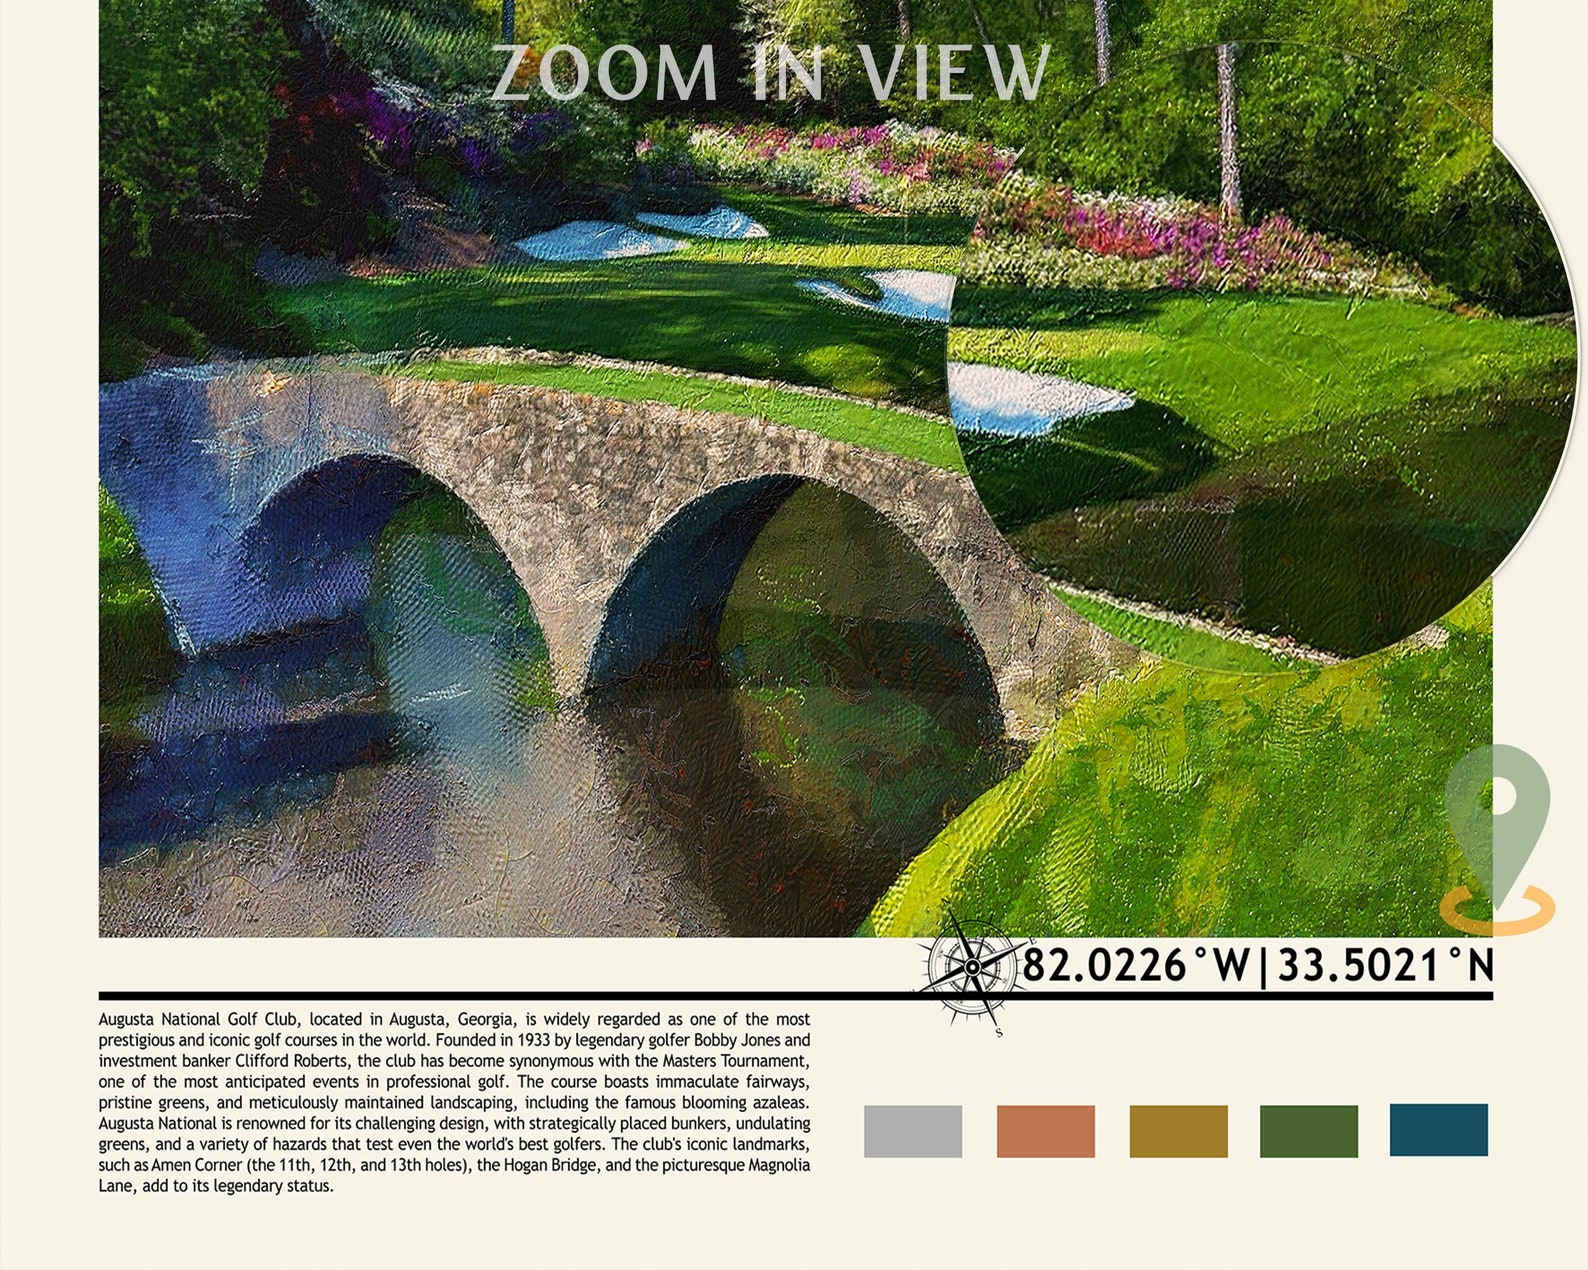 ZOOM IN VIEW
82.0226°W|33.5021°N
S
Augusta National Golf Club, located in Augusta, Georgia, is widely regarded as one of the most
prestigious and iconic golf courses in the world. Founded in 1933 by legendary golfer Bobby Jones and
investment banker Clifford Roberts, the club has become synonymous with the Masters Tournament,
one of the most anticipated events in professional golf. The course boasts immaculate fairways,
pristine greens, and meticulously maintained landscaping, including the famous blooming azaleas.
Augusta National is renowned for its challenging design, with strategically placed bunkers, undulating
greens, and a variety of hazards that test even the world's best golfers. The club's iconic landmarks,
such as Amen Corner (the 11th, 12th, and 13th holes), the Hogan Bridge, and the picturesque Magnolia
Lane, add to its legendary status.